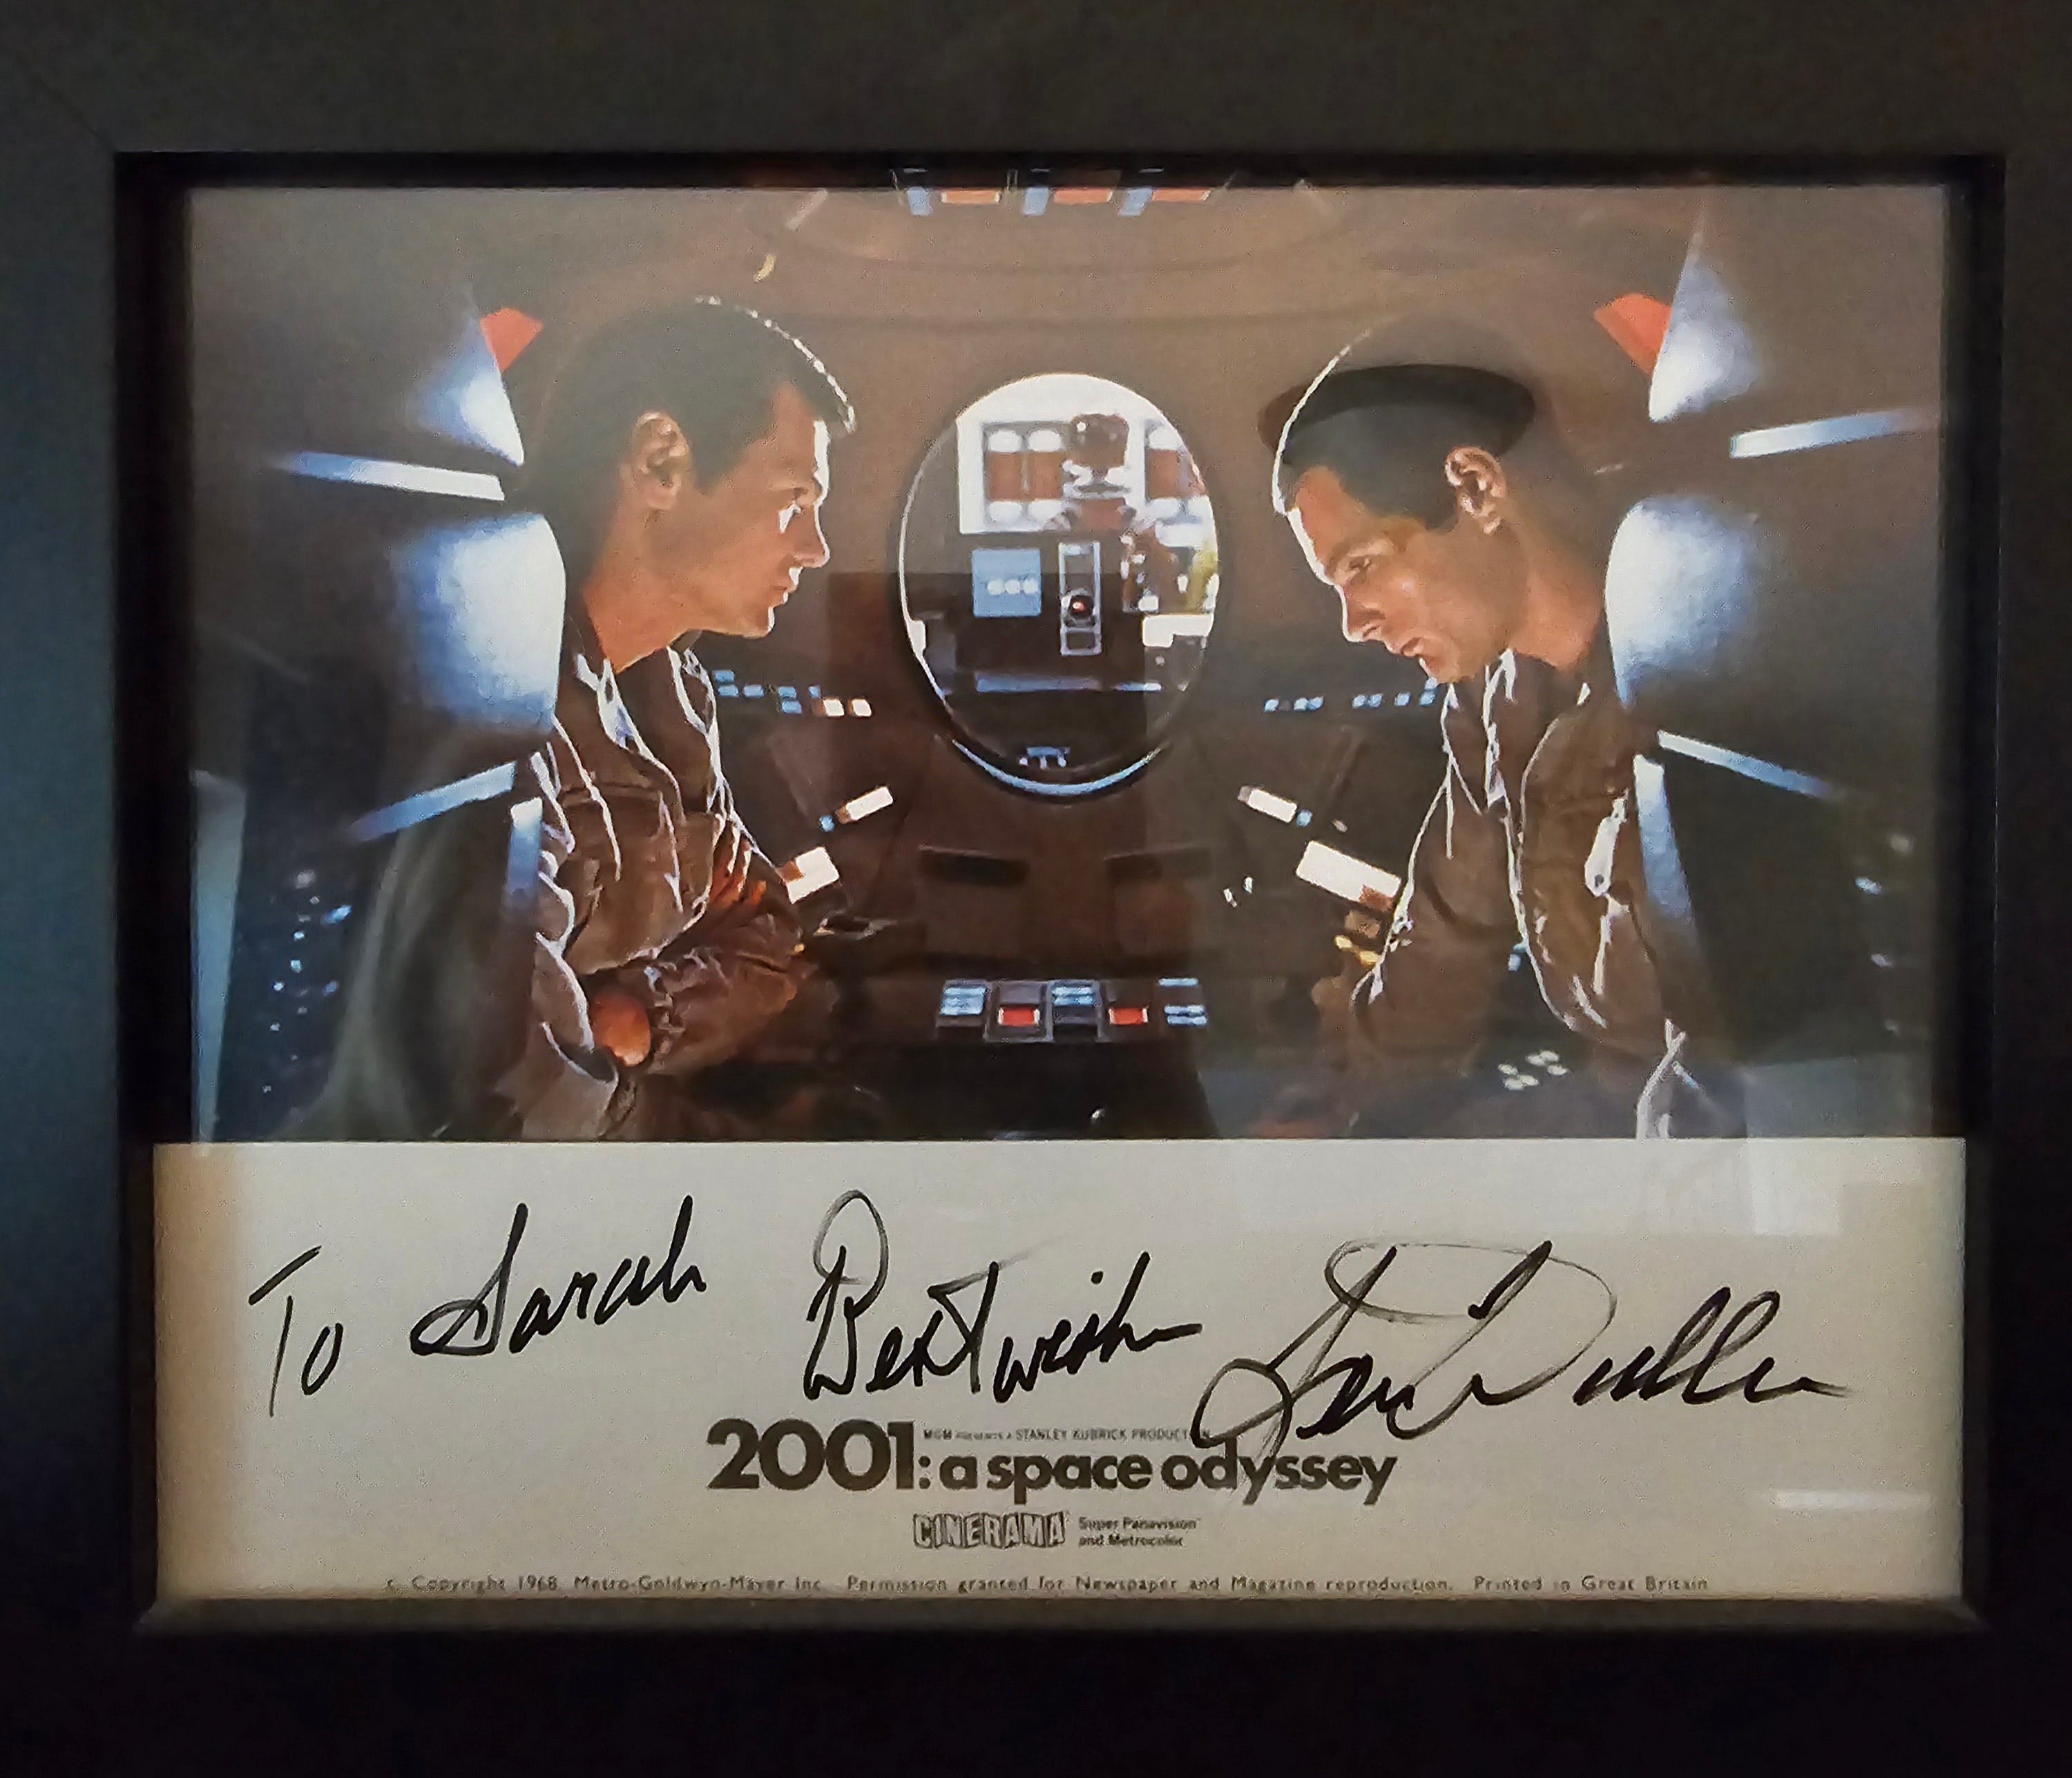 To Sarah Best wishes
MGM PRESENTS A STANLEY KUBRICK PRODUCTION
2001: a space odyssey
CINERAMA Super Panavision
and Metrocolor
c Copyright 1968 Metro-Goldwyn-Mayer Inc Permission granted for Newspaper and Magazine reproduction. Printed in Great Britain